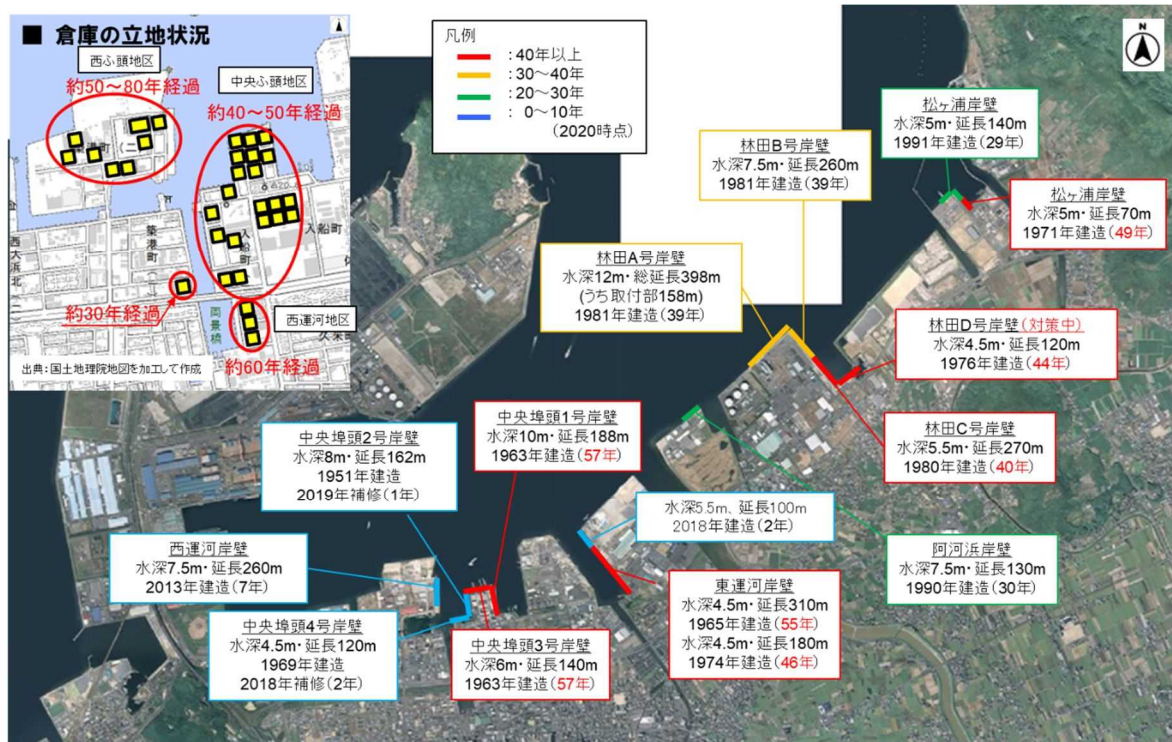 ■ 倉庫の立地状況
西ふ頭地区
約50～80年経過
中央ふ頭地区
約40～50年経過
築港町
入船町
入船町
西大浜北
約30年経過
西運河地区
約60年経過
出典：国土地理院地図を加工して作成
凡例
：40年以上
：30～40年
：20～30年
：0～10年
(2020時点)
N
松ヶ浦岸壁
水深5m・延長140m
1991年建造(29年)
林田B号岸壁
水深7.5m・延長260m
1981年建造(39年)
松ヶ浦岸壁
水深5m・延長70m
1971年建造(49年)
林田A号岸壁
水深12m・総延長398m
(うち取付部158m)
1981年建造(39年)
林田D号岸壁(対策中)
水深4.5m・延長120m
1976年建造(44年)
中央埠頭1号岸壁
水深10m・延長188m
1963年建造(57年)
林田C号岸壁
水深5.5m・延長270m
1980年建造(40年)
中央埠頭2号岸壁
水深8m・延長162m
1951年建造
2019年補修(1年)
水深5.5m、延長100m
2018年建造(2年)
西運河岸壁
水深7.5m・延長260m
2013年建造(7年)
阿河浜岸壁
水深7.5m・延長130m
1990年建造(30年)
東運河岸壁
水深4.5m・延長310m
1965年建造(55年)
水深4.5m・延長180m
1974年建造(46年)
中央埠頭4号岸壁
水深4.5m・延長120m
1969年建造
2018年補修(2年)
中央埠頭3号岸壁
水深6m・延長140m
1963年建造(57年)